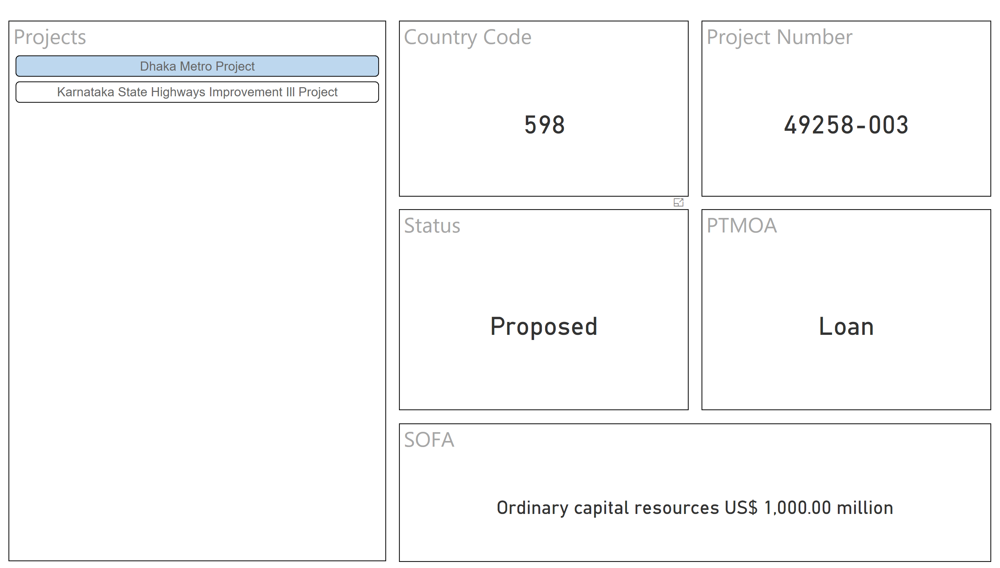 Projects
Dhaka Metro Project
Karnataka State Highways Improvement III Project
Country Code
598
Project Number
49258-003
Status
Proposed
PTMOA
Loan
SOFA
Ordinary capital resources US$ 1,000.00 million